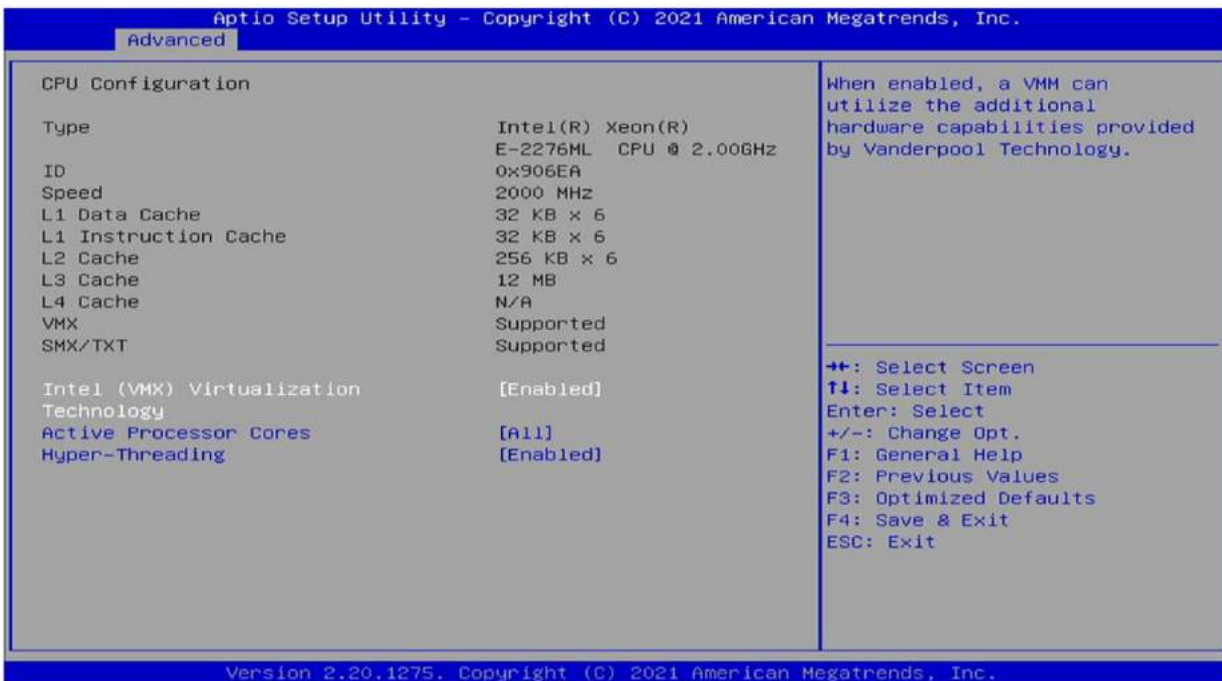 Aptio Setup Utility – Copyright (C) 2021 American Megatrends, Inc.
Advanced
CPU Configuration
Type Intel(R) Xeon(R)
E-2276ML CPU @ 2.00GHz
ID 0x906EA
Speed 2000 MHz
L1 Data Cache 32 KB x 6
L1 Instruction Cache 32 KB x 6
L2 Cache 256 KB x 6
L3 Cache 12 MB
L4 Cache N/A
VMX Supported
SMX/TXT Supported
Intel (VMX) Virtualization [Enabled]
Technology
Active Processor Cores [All]
Hyper-Threading [Enabled]
When enabled, a VMM can
utilize the additional
hardware capabilities provided
by Vanderpool Technology.
→←: Select Screen
↑↓: Select Item
Enter: Select
+/-: Change Opt.
F1: General Help
F2: Previous Values
F3: Optimized Defaults
F4: Save & Exit
ESC: Exit
Version 2.20.1275. Copyright (C) 2021 American Megatrends, Inc.